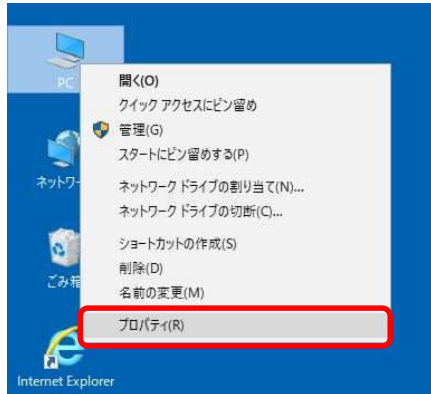 PC
開く(O)
クイック アクセスにピン留め
管理(G)
スタートにピン留めする(P)
ネットワーク ドライブの割り当て(N)...
ネットワーク ドライブの切断(C)...
ショートカットの作成(S)
削除(D)
名前の変更(M)
プロパティ(R)
ネットワー
ごみ箱
Internet Explorer